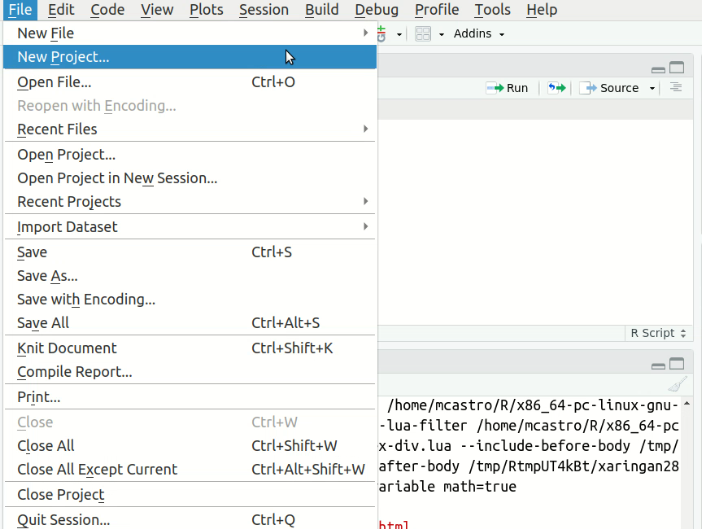 File Edit Code View Plots Session Build Debug Profile Tools Help
New File
Addins
New Project...
Open File... Ctrl+O
Run Source
Reopen with Encoding...
Recent Files
Open Project...
Open Project in New Session...
Recent Projects
Import Dataset
Save Ctrl+S
Save As...
Save with Encoding...
Save All Ctrl+Alt+S
R Script
Knit Document Ctrl+Shift+K
Compile Report...
Print...
/home/mcastro/R/x86_64-pc-linux-gnu-
Close Ctrl+W
-lua-filter /home/mcastro/R/x86_64-pc
Close All Ctrl+Shift+W
x-div.lua --include-before-body /tmp/
Close All Except Current Ctrl+Alt+Shift+W
after-body /tmp/RtmpUT4kBt/xaringan28
Close Project
ariable math=true
Quit Session... Ctrl+Q
html